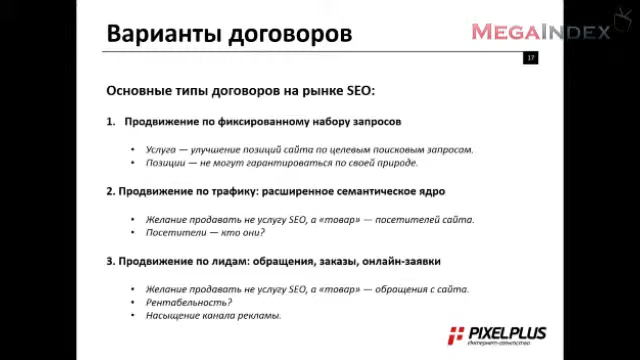 Варианты договоров
MEGAINDEX
17
Основные типы договоров на рынке SEO:
1. Продвижение по фиксированному набору запросов
• Услуга — улучшение позиций сайта по целевым поисковым запросам.
• Позиции — не могут гарантироваться по своей природе.
2. Продвижение по трафику: расширенное семантическое ядро
• Желание продавать не услугу SEO, а «товар» — посетителей сайта.
• Посетители — кто они?
3. Продвижение по лидам: обращения, заказы, онлайн-заявки
• Желание продавать не услугу SEO, а «товар» — обращения с сайта.
• Рентабельность?
• Насыщение канала рекламы.
PIXELPLUS
Интернет-агентство